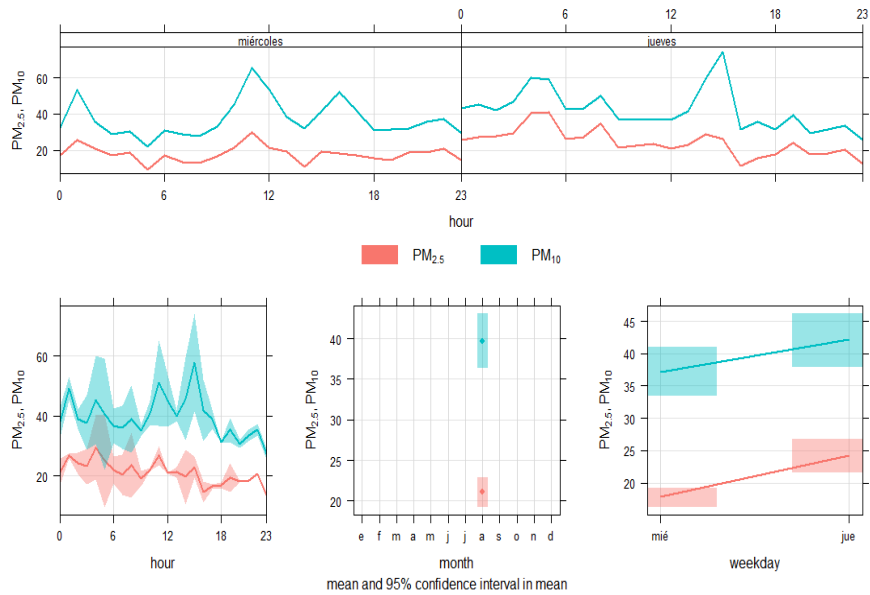 0 6 12 18 23
miércoles jueves
PM2.5, PM10
60
40
20
0 6 12 18 23
hour
PM2.5 PM10
PM2.5, PM10
60
40
20
0 6 12 18 23
hour
PM2.5, PM10
40
35
30
25
20
e f m a m j j a s o n d
month
PM2.5, PM10
45
40
35
30
25
20
mié jue
weekday
mean and 95% confidence interval in mean